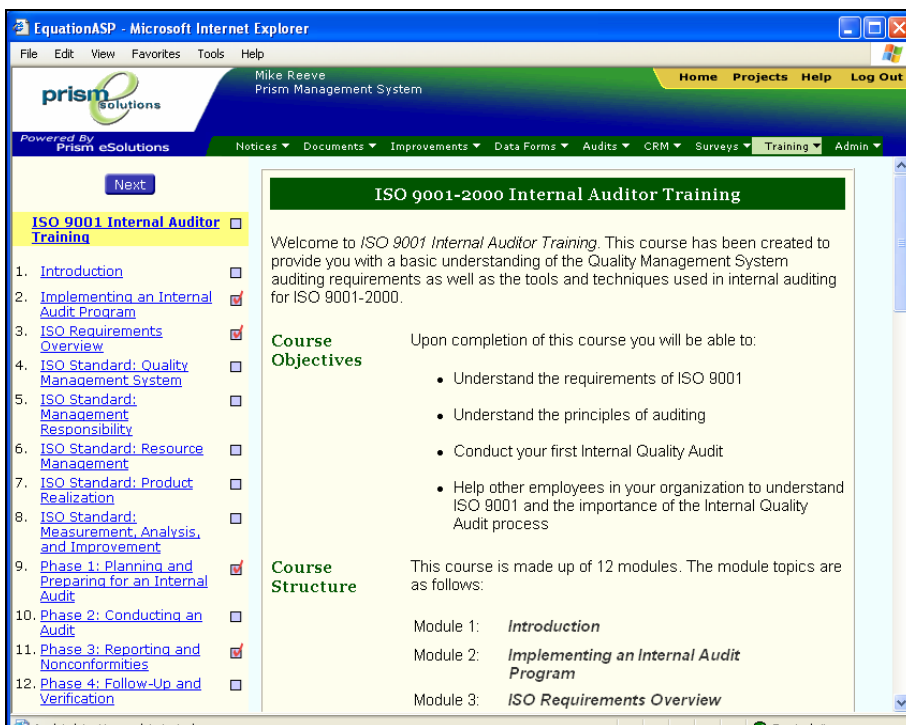 EquationASP - Microsoft Internet Explorer
File Edit View Favorites Tools Help
prism
solutions
Mike Reeve
Prism Management System
Home Projects Help Log Out
Powered By
Prism eSolutions
Notices Documents Improvements Data Forms Audits CRM Surveys Training Admin
Next
ISO 9001 Internal Auditor
Training
1. Introduction
2. Implementing an Internal
Audit Program
3. ISO Requirements
Overview
4. ISO Standard: Quality
Management System
5. ISO Standard:
Management
Responsibility
6. ISO Standard: Resource
Management
7. ISO Standard: Product
Realization
8. ISO Standard:
Measurement, Analysis,
and Improvement
9. Phase 1: Planning and
Preparing for an Internal
Audit
10. Phase 2: Conducting an
Audit
11. Phase 3: Reporting and
Nonconformities
12. Phase 4: Follow-Up and
Verification
ISO 9001-2000 Internal Auditor Training
Welcome to ISO 9001 Internal Auditor Training. This course has been created to
provide you with a basic understanding of the Quality Management System
auditing requirements as well as the tools and techniques used in internal auditing
for ISO 9001-2000.
Course
Objectives
Upon completion of this course you will be able to:
• Understand the requirements of ISO 9001
• Understand the principles of auditing
• Conduct your first Internal Quality Audit
• Help other employees in your organization to understand
ISO 9001 and the importance of the Internal Quality
Audit process
Course
Structure
This course is made up of 12 modules. The module topics are
as follows:
Module 1: Introduction
Module 2: Implementing an Internal Audit
Program
Module 3: ISO Requirements Overview